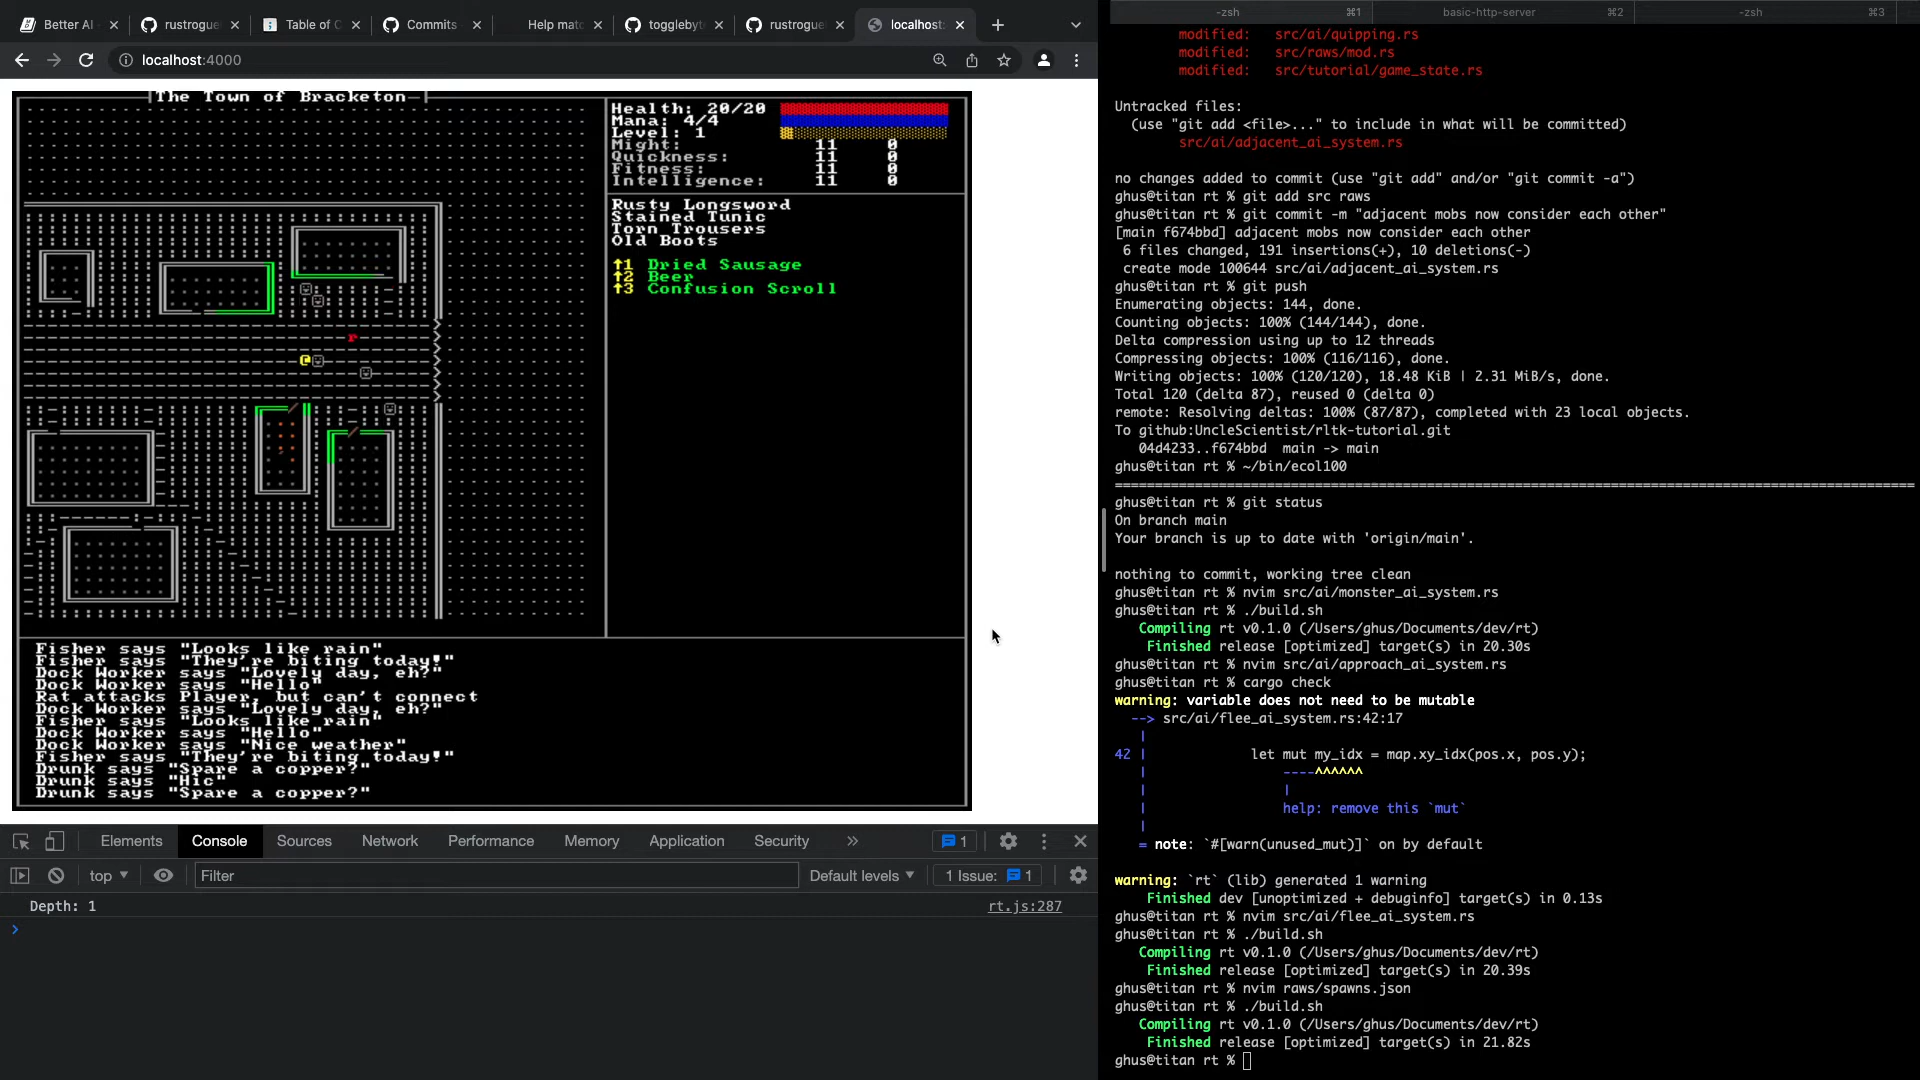 Better AI
rustrogue
Table of C
Commits
Help mat
togglebyt
rustrogue
localhost:
localhost:4000
The Town of Bracketon
Health: 20/20
Mana: 4/4
Level: 1
Might: 11 0
Quickness: 11 0
Fitness: 11 0
Intelligence: 11 0
Rusty Longsword
Stained Tunic
Torn Trousers
Old Boots
↑1 Dried Sausage
↑2 Beer
↑3 Confusion Scroll
Fisher says "Looks like rain"
Fisher says "They're biting today!"
Dock Worker says "Lovely day, eh?"
Dock Worker says "Hello"
Rat attacks Player, but can't connect
Dock Worker says "Lovely day, eh?"
Fisher says "Looks like rain"
Dock Worker says "Hello"
Dock Worker says "Nice weather"
Fisher says "They're biting today!"
Drunk says "Spare a copper?"
Drunk says "Hic"
Drunk says "Spare a copper?"
Elements Console Sources Network Performance Memory Application Security » 1
top Filter Default levels 1 Issue: 1
Depth: 1 rt.js:287
-zsh ⌘1 basic-http-server ⌘2 -zsh ⌘3
modified: src/ai/quipping.rs
modified: src/raws/mod.rs
modified: src/tutorial/game_state.rs
Untracked files:
(use "git add <file>..." to include in what will be committed)
src/ai/adjacent_ai_system.rs
no changes added to commit (use "git add" and/or "git commit -a")
ghus@titan rt % git add src raws
ghus@titan rt % git commit -m "adjacent mobs now consider each other"
[main f674bbd] adjacent mobs now consider each other
6 files changed, 191 insertions(+), 10 deletions(-)
create mode 100644 src/ai/adjacent_ai_system.rs
ghus@titan rt % git push
Enumerating objects: 144, done.
Counting objects: 100% (144/144), done.
Delta compression using up to 12 threads
Compressing objects: 100% (116/116), done.
Writing objects: 100% (120/120), 18.48 KiB | 2.31 MiB/s, done.
Total 120 (delta 87), reused 0 (delta 0)
remote: Resolving deltas: 100% (87/87), completed with 23 local objects.
To github:UncleScientist/rltk-tutorial.git
04d4233..f674bbd main -> main
ghus@titan rt % ~/bin/ecol100
ghus@titan rt % git status
On branch main
Your branch is up to date with 'origin/main'.
nothing to commit, working tree clean
ghus@titan rt % nvim src/ai/monster_ai_system.rs
ghus@titan rt % ./build.sh
Compiling rt v0.1.0 (/Users/ghus/Documents/dev/rt)
Finished release [optimized] target(s) in 20.30s
ghus@titan rt % nvim src/ai/approach_ai_system.rs
ghus@titan rt % cargo check
warning: variable does not need to be mutable
--> src/ai/flee_ai_system.rs:42:17
|
42 | let mut my_idx = map.xy_idx(pos.x, pos.y);
| ----^^^^^^
| |
| help: remove this `mut`
|
= note: `#[warn(unused_mut)]` on by default
warning: `rt` (lib) generated 1 warning
Finished dev [unoptimized + debuginfo] target(s) in 0.13s
ghus@titan rt % nvim src/ai/flee_ai_system.rs
ghus@titan rt % ./build.sh
Compiling rt v0.1.0 (/Users/ghus/Documents/dev/rt)
Finished release [optimized] target(s) in 20.39s
ghus@titan rt % nvim raws/spawns.json
ghus@titan rt % ./build.sh
Compiling rt v0.1.0 (/Users/ghus/Documents/dev/rt)
Finished release [optimized] target(s) in 21.82s
ghus@titan rt %